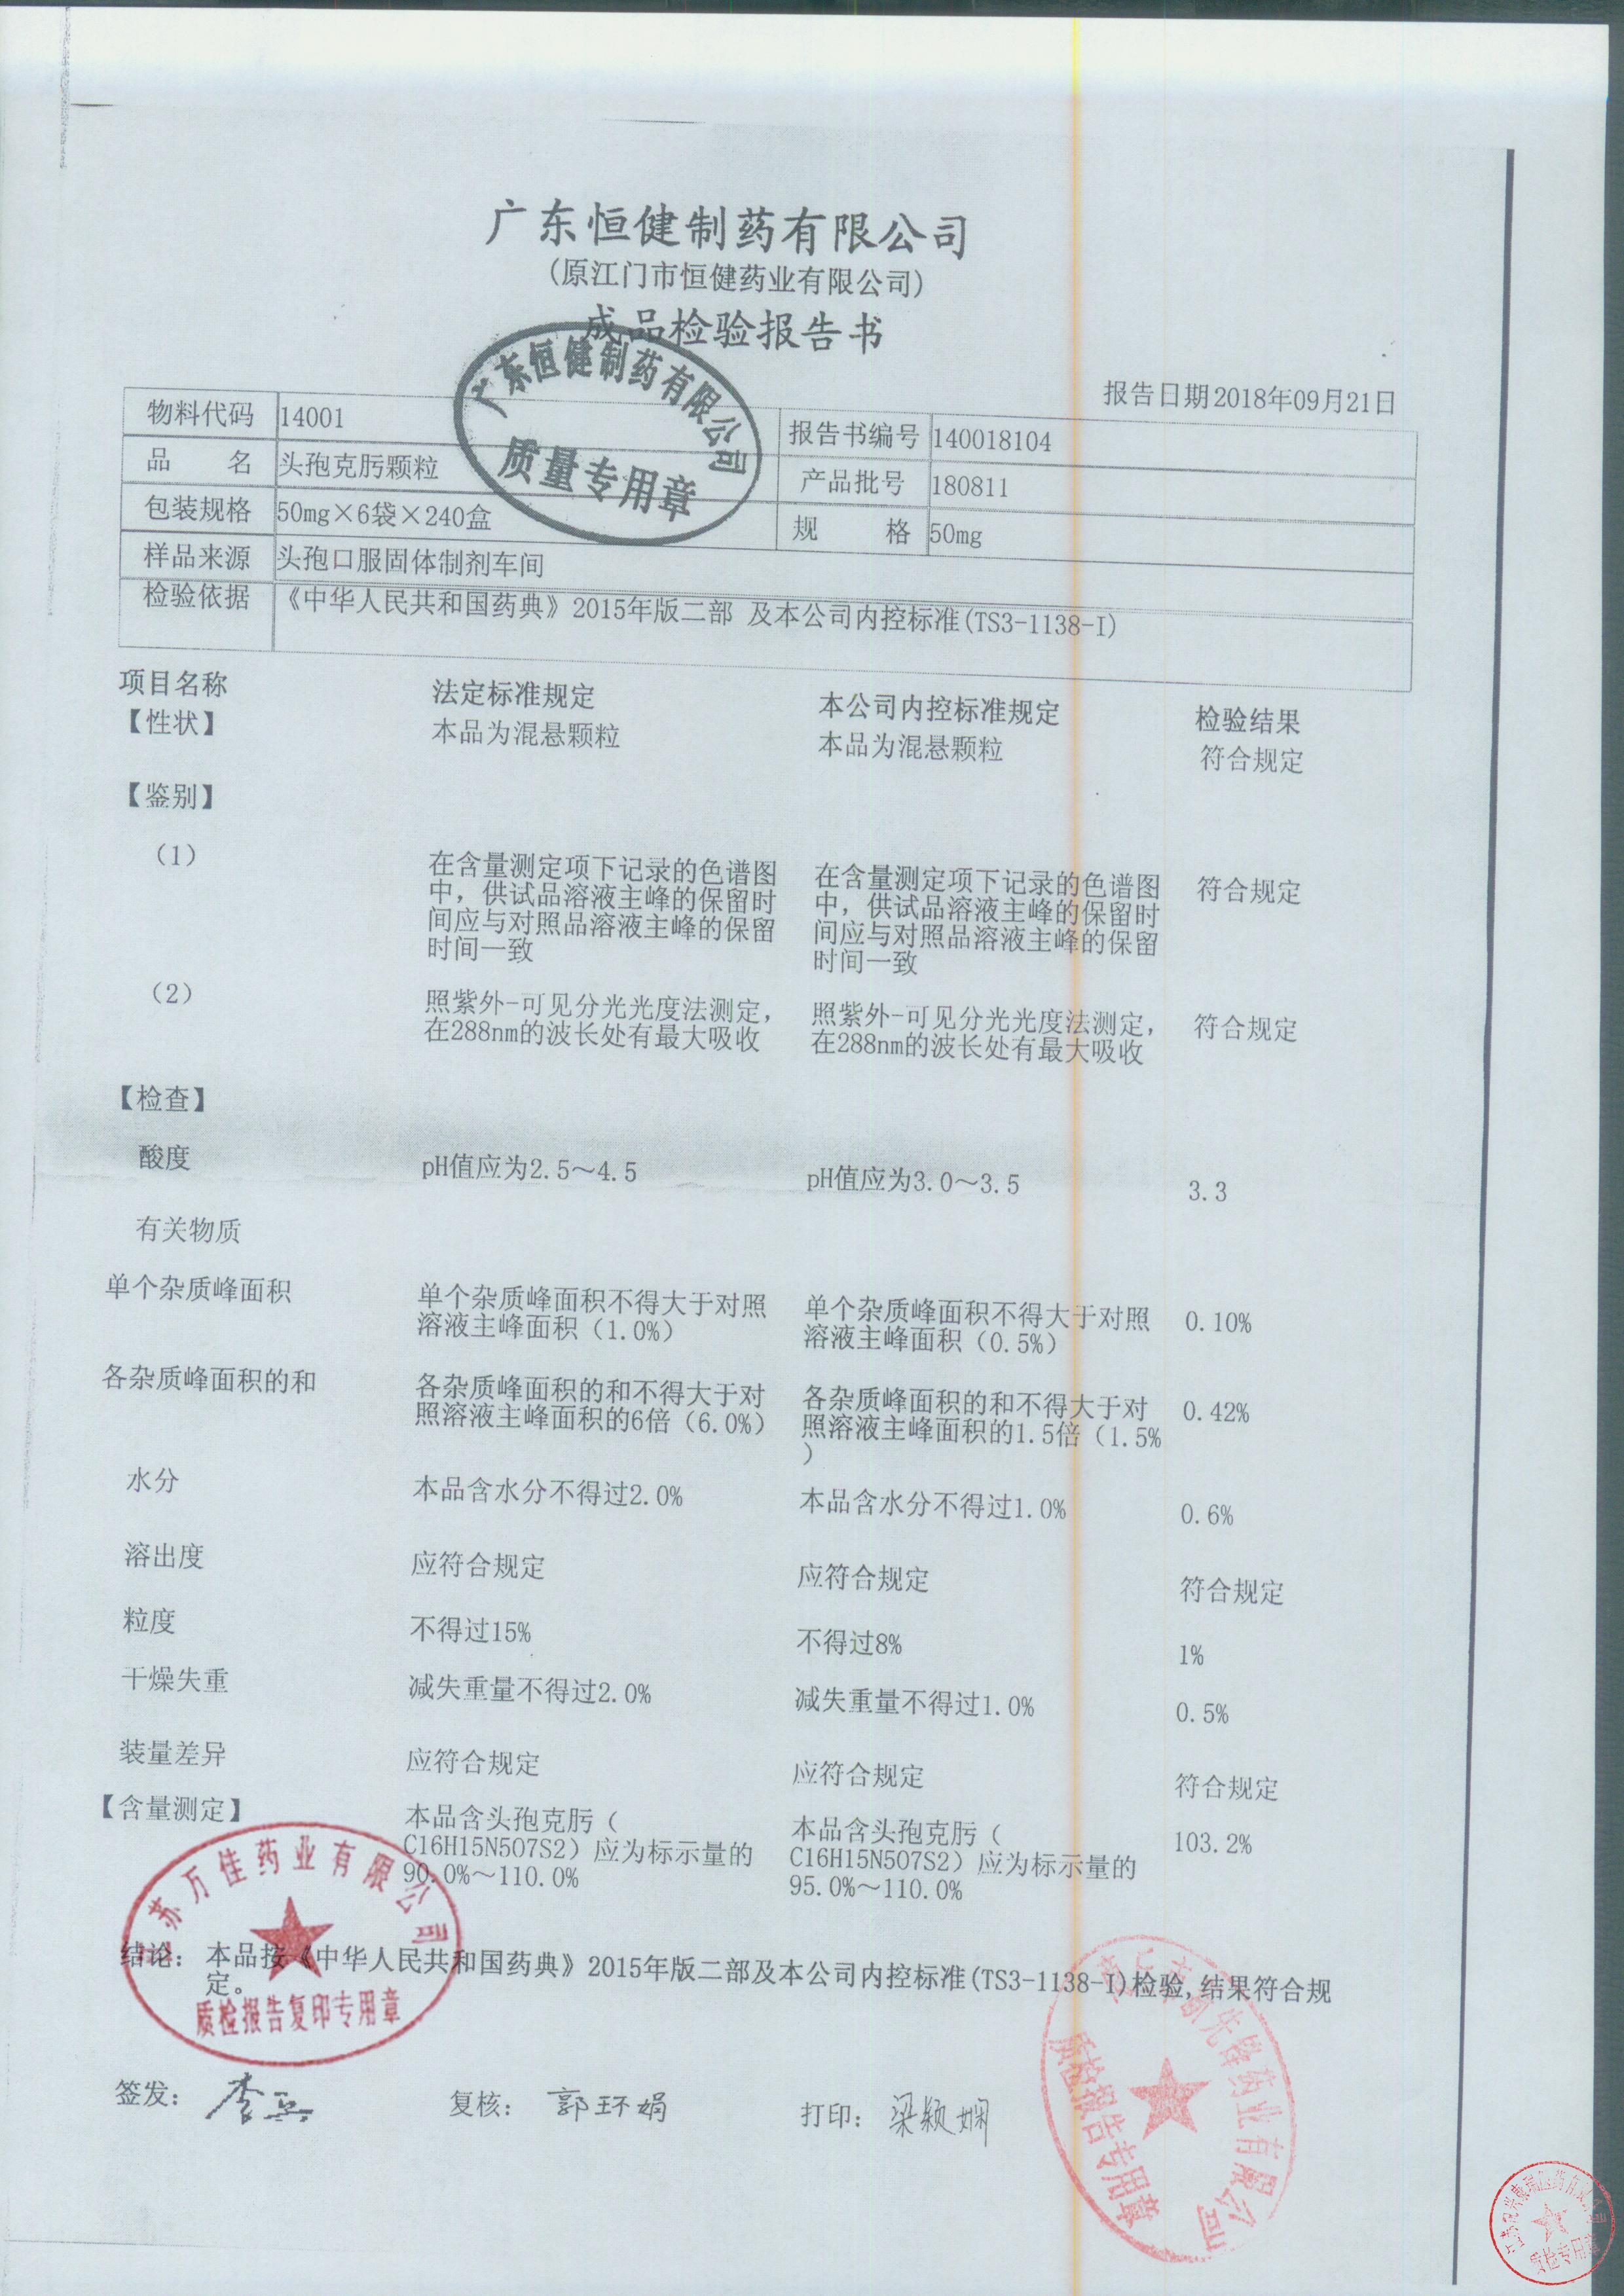 广东恒健制药有限公司
(原江门市恒健药业有限公司)
成品检验报告书
广东恒健制药有限公司
质量专用章
报告日期2018年09月21日
物料代码 14001 报告书编号 140018104
品 名 头孢克肟颗粒 产品批号 180811
包装规格 50mg×6袋×240盒 规 格 50mg
样品来源 头孢口服固体制剂车间
检验依据 《中华人民共和国药典》2015年版二部 及本公司内控标准(TS3-1138-I)
项目名称 法定标准规定 本公司内控标准规定 检验结果
【性状】 本品为混悬颗粒 本品为混悬颗粒 符合规定
【鉴别】
(1) 在含量测定项下记录的色谱图 在含量测定项下记录的色谱图 符合规定
中，供试品溶液主峰的保留时 中，供试品溶液主峰的保留时
间应与对照品溶液主峰的保留 间应与对照品溶液主峰的保留
时间一致 时间一致
(2) 照紫外-可见分光光度法测定， 照紫外-可见分光光度法测定， 符合规定
在288nm的波长处有最大吸收 在288nm的波长处有最大吸收
【检查】
酸度 pH值应为2.5～4.5 pH值应为3.0～3.5 3.3
有关物质
单个杂质峰面积 单个杂质峰面积不得大于对照 单个杂质峰面积不得大于对照 0.10%
溶液主峰面积（1.0%） 溶液主峰面积（0.5%）
各杂质峰面积的和 各杂质峰面积的和不得大于对 各杂质峰面积的和不得大于对 0.42%
照溶液主峰面积的6倍（6.0%） 照溶液主峰面积的1.5倍（1.5%
）
水分 本品含水分不得过2.0% 本品含水分不得过1.0% 0.6%
溶出度 应符合规定 应符合规定 符合规定
粒度 不得过15% 不得过8% 1%
干燥失重 减失重量不得过2.0% 减失重量不得过1.0% 0.5%
装量差异 应符合规定 应符合规定 符合规定
【含量测定】 本品含头孢克肟（ 本品含头孢克肟（ 103.2%
C16H15N5O7S2）应为标示量的 C16H15N5O7S2）应为标示量的
90.0%～110.0% 95.0%～110.0%
江苏万佳药业有限公司
质检报告复印专用章
结论： 本品按《中华人民共和国药典》2015年版二部及本公司内控标准(TS3-1138-I)检验,结果符合规
定。
先锋药业有限公司
质检报告专用章
签发： 复核： 郭环娟 打印： 梁颖娴
质检专用章